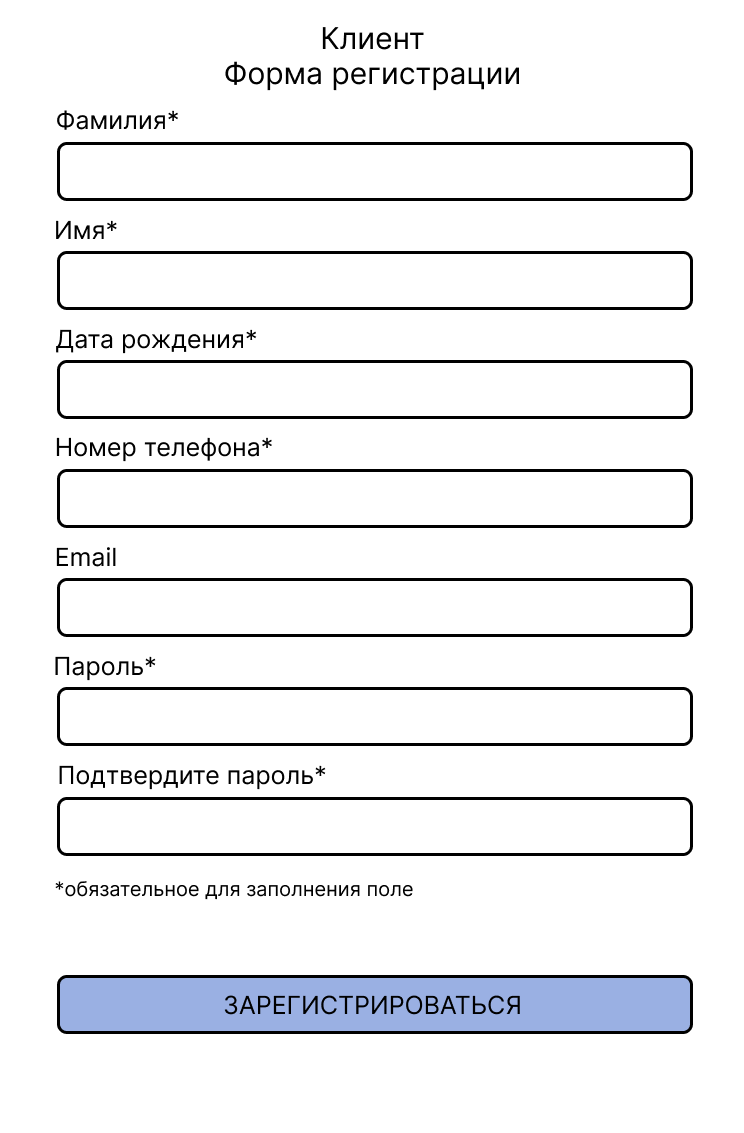 Клиент
Форма регистрации
Фамилия*
Имя*
Дата рождения*
Номер телефона*
Email
Пароль*
Подтвердите пароль*
*обязательное для заполнения поле
ЗАРЕГИСТРИРОВАТЬСЯ